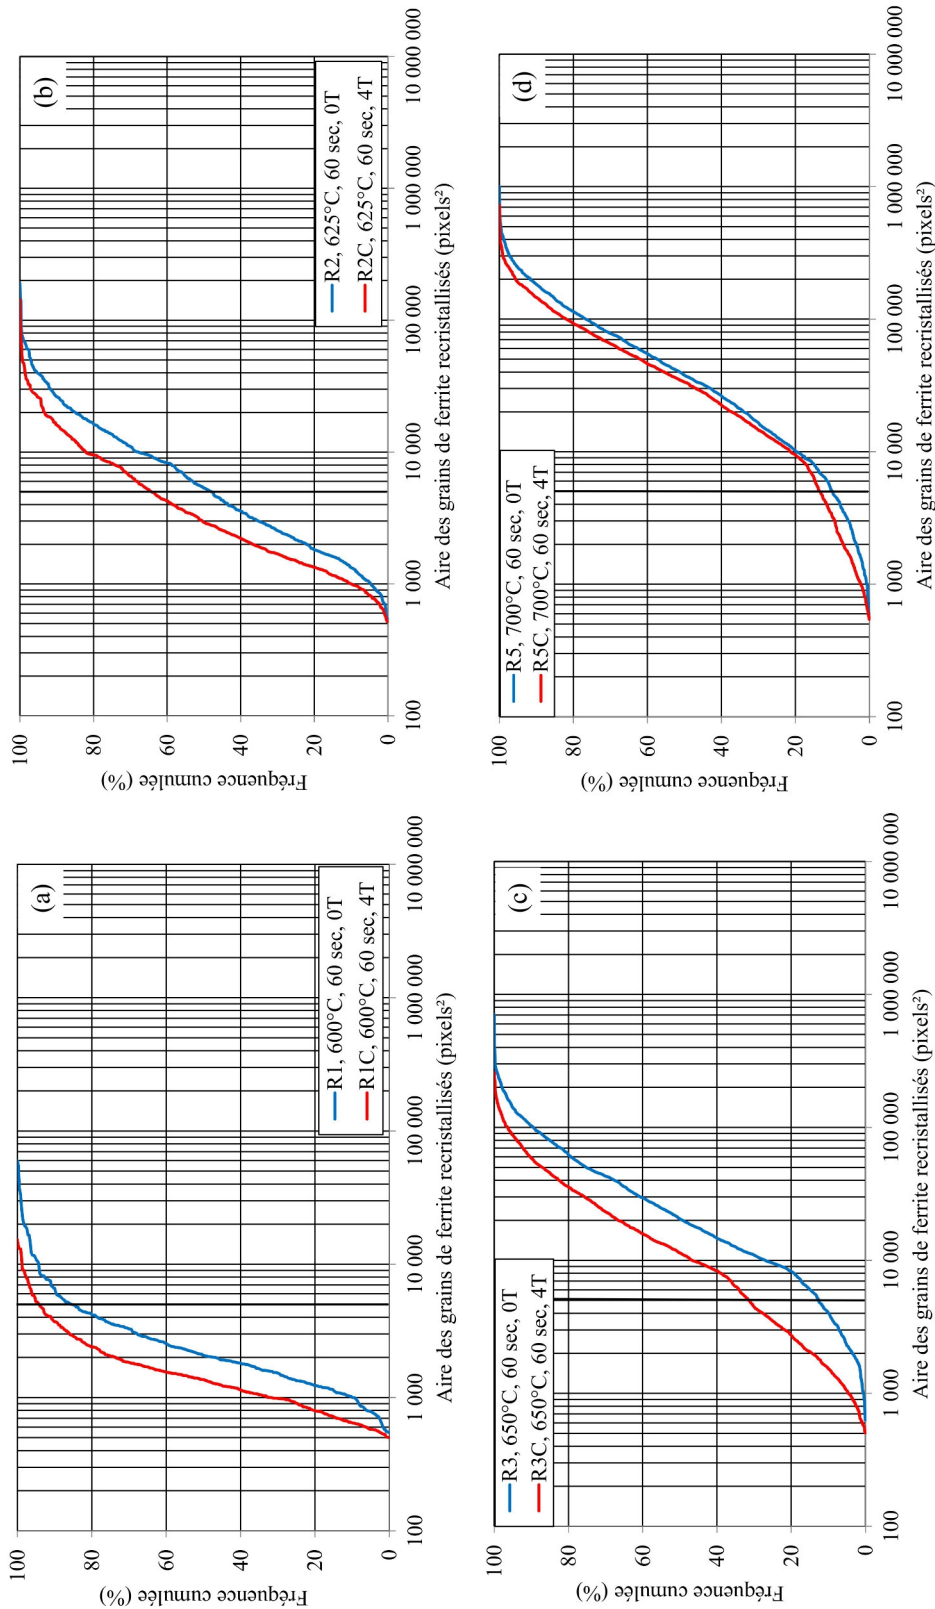 (a)
Fréquence cumulée (%)
100
80
60
40
20
0
R1, 600°C, 60 sec, 0T
R1C, 600°C, 60 sec, 4T
100
1 000
10 000
100 000
1 000 000
10 000 000
Aire des grains de ferrite recristallisés (pixels²)
(b)
Fréquence cumulée (%)
100
80
60
40
20
0
R2, 625°C, 60 sec, 0T
R2C, 625°C, 60 sec, 4T
100
1 000
10 000
100 000
1 000 000
10 000 000
Aire des grains de ferrite recristallisés (pixels²)
(c)
Fréquence cumulée (%)
100
80
60
40
20
0
R3, 650°C, 60 sec, 0T
R3C, 650°C, 60 sec, 4T
100
1 000
10 000
100 000
1 000 000
10 000 000
Aire des grains de ferrite recristallisés (pixels²)
(d)
Fréquence cumulée (%)
100
80
60
40
20
0
R5, 700°C, 60 sec, 0T
R5C, 700°C, 60 sec, 4T
100
1 000
10 000
100 000
1 000 000
10 000 000
Aire des grains de ferrite recristallisés (pixels²)